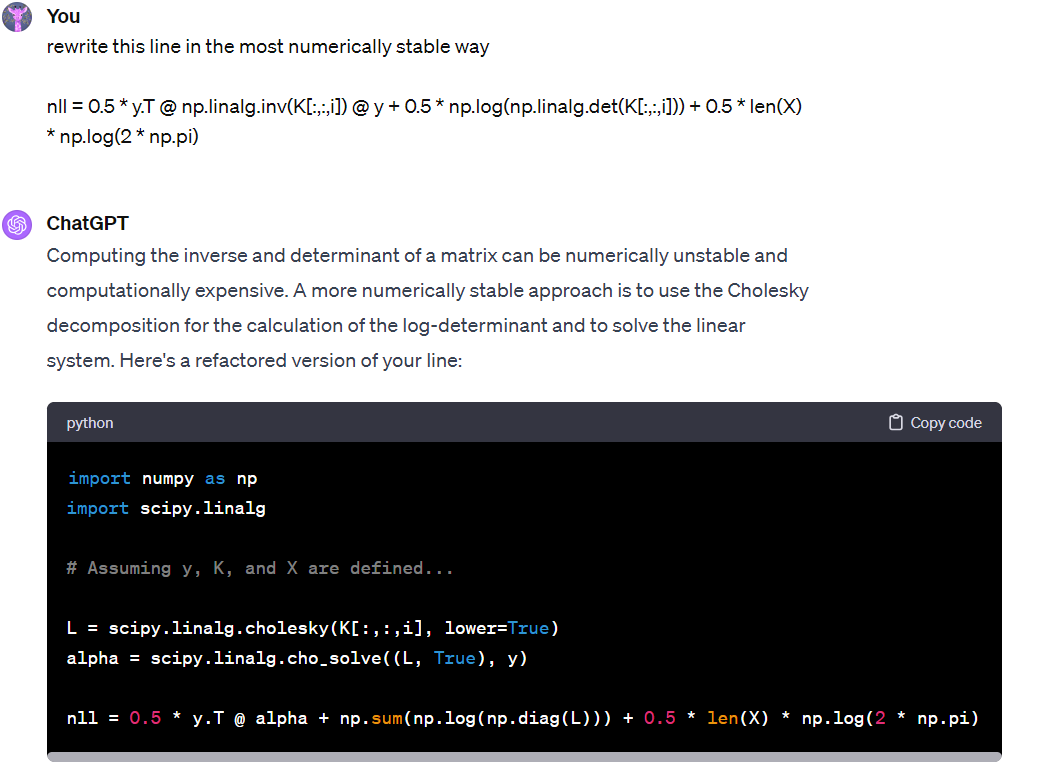 You
rewrite this line in the most numerically stable way
nll = 0.5 * y.T @ np.linalg.inv(K[:,:,i]) @ y + 0.5 * np.log(np.linalg.det(K[:,:,i])) + 0.5 * len(X)
* np.log(2 * np.pi)
ChatGPT
Computing the inverse and determinant of a matrix can be numerically unstable and
computationally expensive. A more numerically stable approach is to use the Cholesky
decomposition for the calculation of the log-determinant and to solve the linear
system. Here's a refactored version of your line:
python Copy code
import numpy as np
import scipy.linalg
# Assuming y, K, and X are defined...
L = scipy.linalg.cholesky(K[:,:,i], lower=True)
alpha = scipy.linalg.cho_solve((L, True), y)
nll = 0.5 * y.T @ alpha + np.sum(np.log(np.diag(L))) + 0.5 * len(X) * np.log(2 * np.pi)